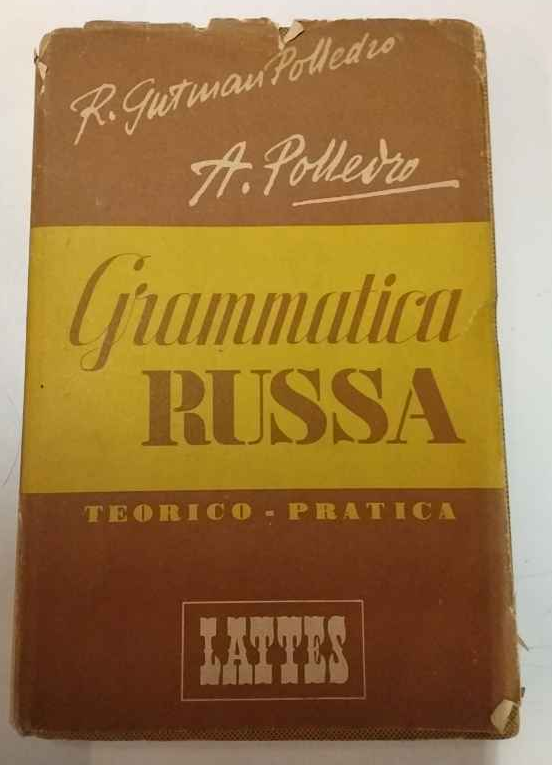 R. Gutman Polledro
A. Polledro
Grammatica
RUSSA
TEORICO - PRATICA
LATTES